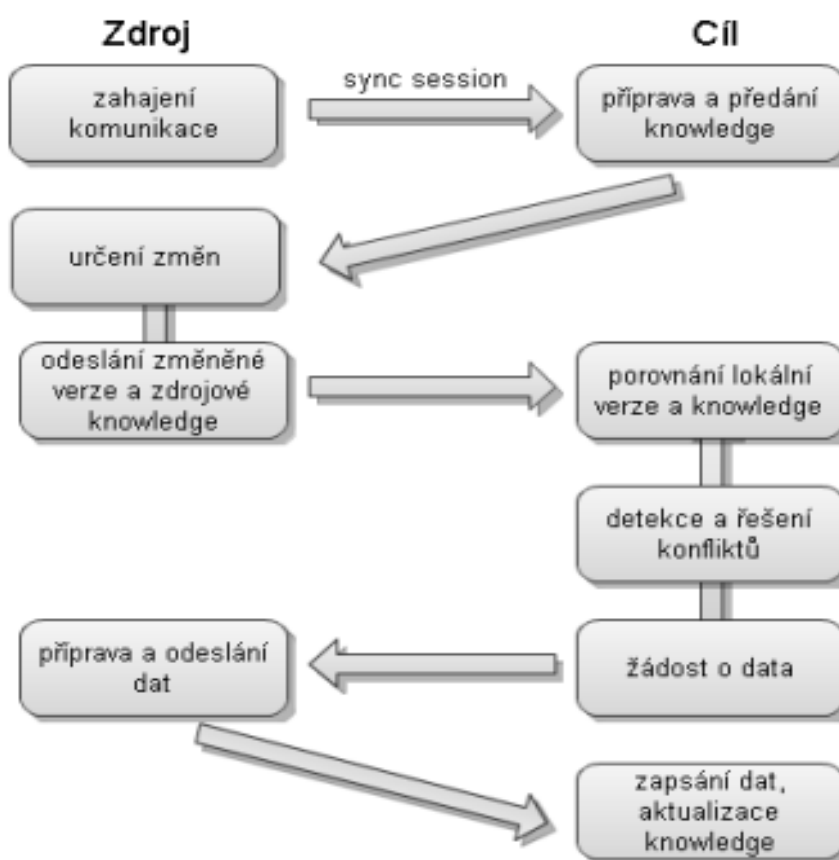 Zdroj
Cíl
zahajení
komunikace
sync session
příprava a předání
knowledge
určení změn
odeslání změněné
verze a zdrojové
knowledge
porovnání lokální
verze a knowledge
detekce a řešení
konfliktů
příprava a odeslání
dat
žádost o data
zapsání dat,
aktualizace
knowledge